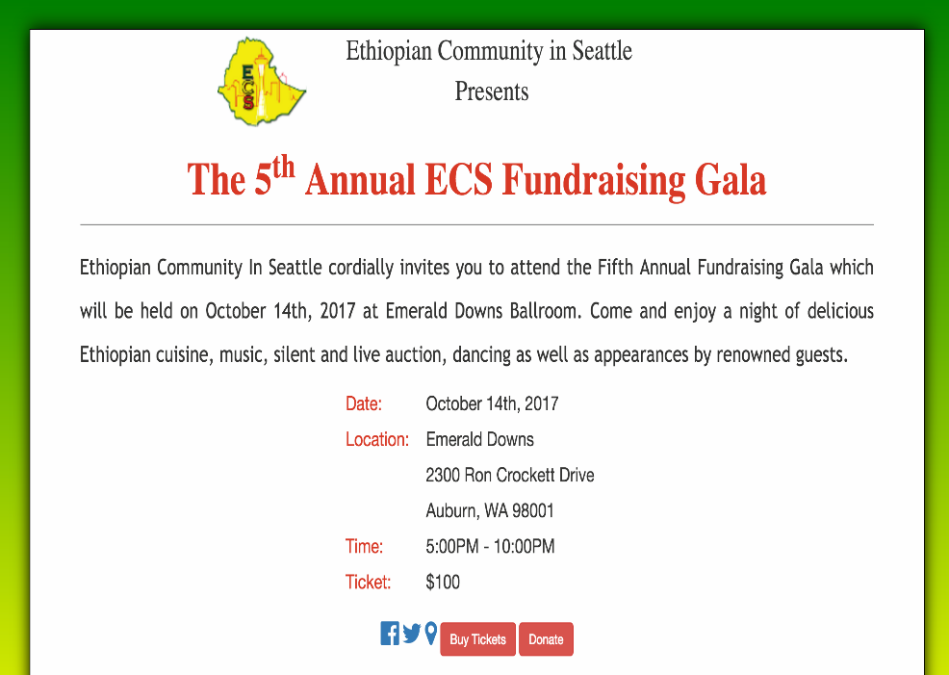 ECS
Ethiopian Community in Seattle
Presents
The 5th Annual ECS Fundraising Gala
Ethiopian Community In Seattle cordially invites you to attend the Fifth Annual Fundraising Gala which
will be held on October 14th, 2017 at Emerald Downs Ballroom. Come and enjoy a night of delicious
Ethiopian cuisine, music, silent and live auction, dancing as well as appearances by renowned guests.
Date: October 14th, 2017
Location: Emerald Downs
2300 Ron Crockett Drive
Auburn, WA 98001
Time: 5:00PM - 10:00PM
Ticket: $100
Buy Tickets Donate